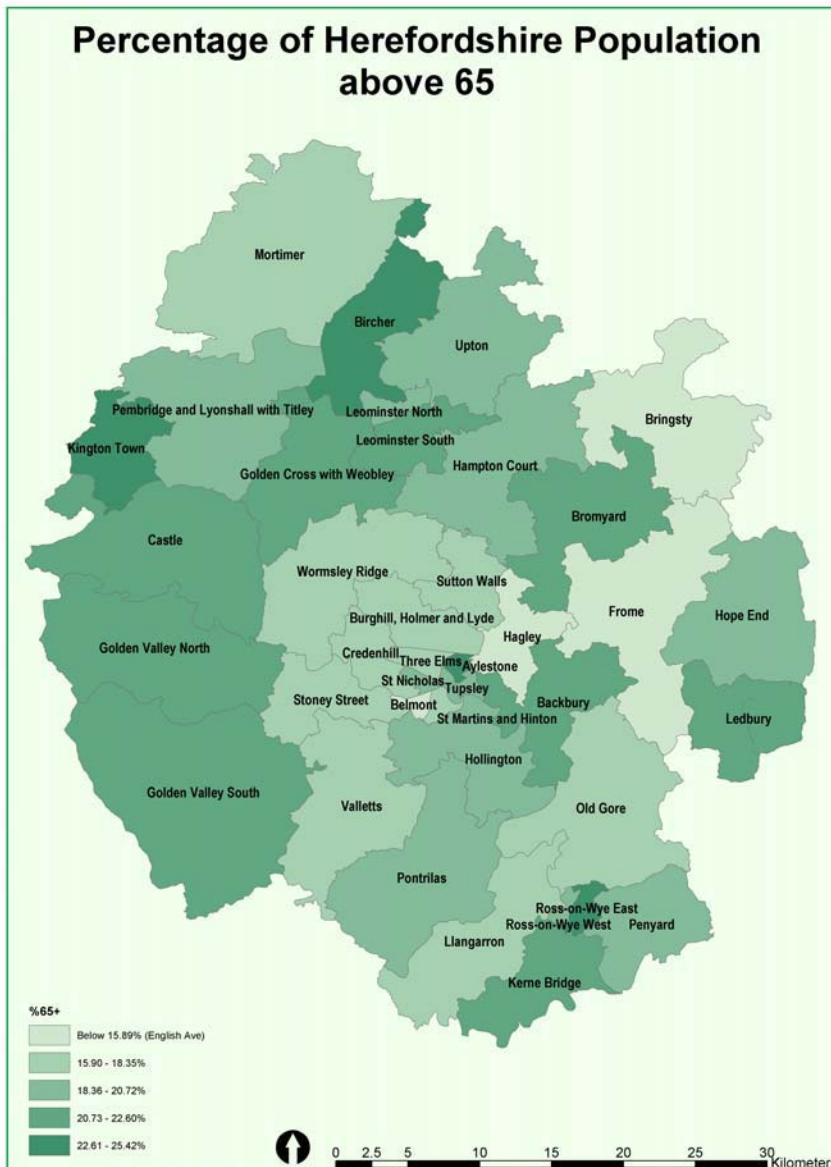 Percentage of Herefordshire Population
above 65
Mortimer
Bircher
Upton
Pembridge and Lyonshall with Titley
Leominster North
Bringsty
Kington Town
Leominster South
Golden Cross with Weobley
Hampton Court
Bromyard
Castle
Wormsley Ridge
Sutton Walls
Frome
Hope End
Burghill, Holmer and Lyde
Hagley
Golden Valley North
Credenhill
Three Elms
Aylestone
St Nicholas
Tupsley
Stoney Street
Belmont
Backbury
St Martins and Hinton
Ledbury
Hollington
Golden Valley South
Valletts
Old Gore
Pontrilas
Ross-on-Wye East
Ross-on-Wye West
Penyard
Llangarron
Kerne Bridge
%65+
Below 15.89% (English Ave)
15.90 - 18.35%
18.36 - 20.72%
20.73 - 22.60%
22.61 - 25.42%
0 2.5 5 10 15 20 25 30
Kilometer